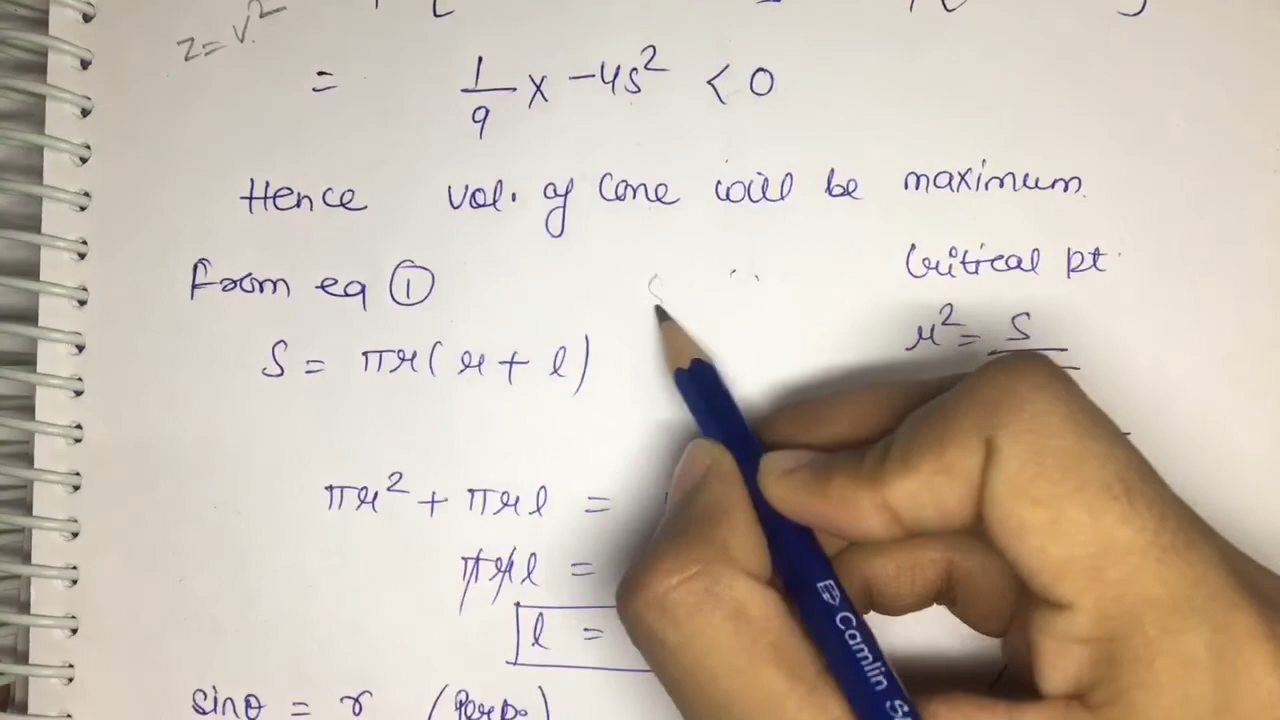 z = v²
= 1/9 x -4s² < 0
Hence vol. of Cone will be maximum.
From eq ①
Critical pt.
S = πr(r + l)
r² = S
πr² + πrl =
πrl =
l =
sinθ = r (Perp.)
Camlin